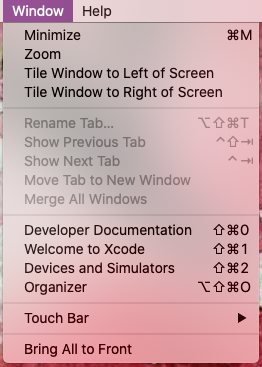 Window Help
Minimize ⌘M
Zoom
Tile Window to Left of Screen
Tile Window to Right of Screen
Rename Tab... ⌥⇧⌘T
Show Previous Tab ^⇧⇥
Show Next Tab ^⇥
Move Tab to New Window
Merge All Windows
Developer Documentation ⇧⌘0
Welcome to Xcode ⇧⌘1
Devices and Simulators ⇧⌘2
Organizer ⌥⇧⌘O
Touch Bar ▶
Bring All to Front